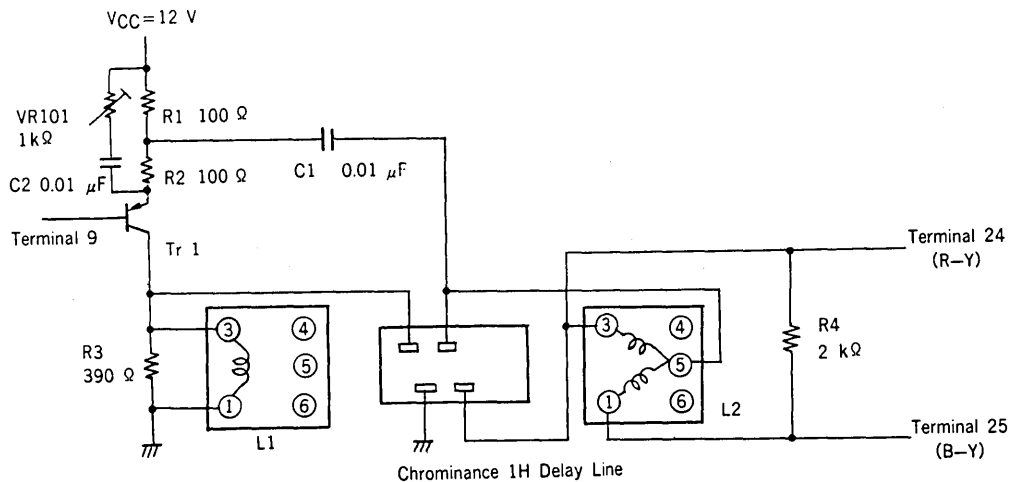 VCC=12 V
VR101
1kΩ
R1 100 Ω
R2 100 Ω
C2 0.01 μF
C1 0.01 μF
Terminal 9
Tr 1
Terminal 24
(R–Y)
R3
390 Ω
3
4
5
1
6
L1
3
4
5
1
6
L2
R4
2 kΩ
Terminal 25
(B–Y)
Chrominance 1H Delay Line